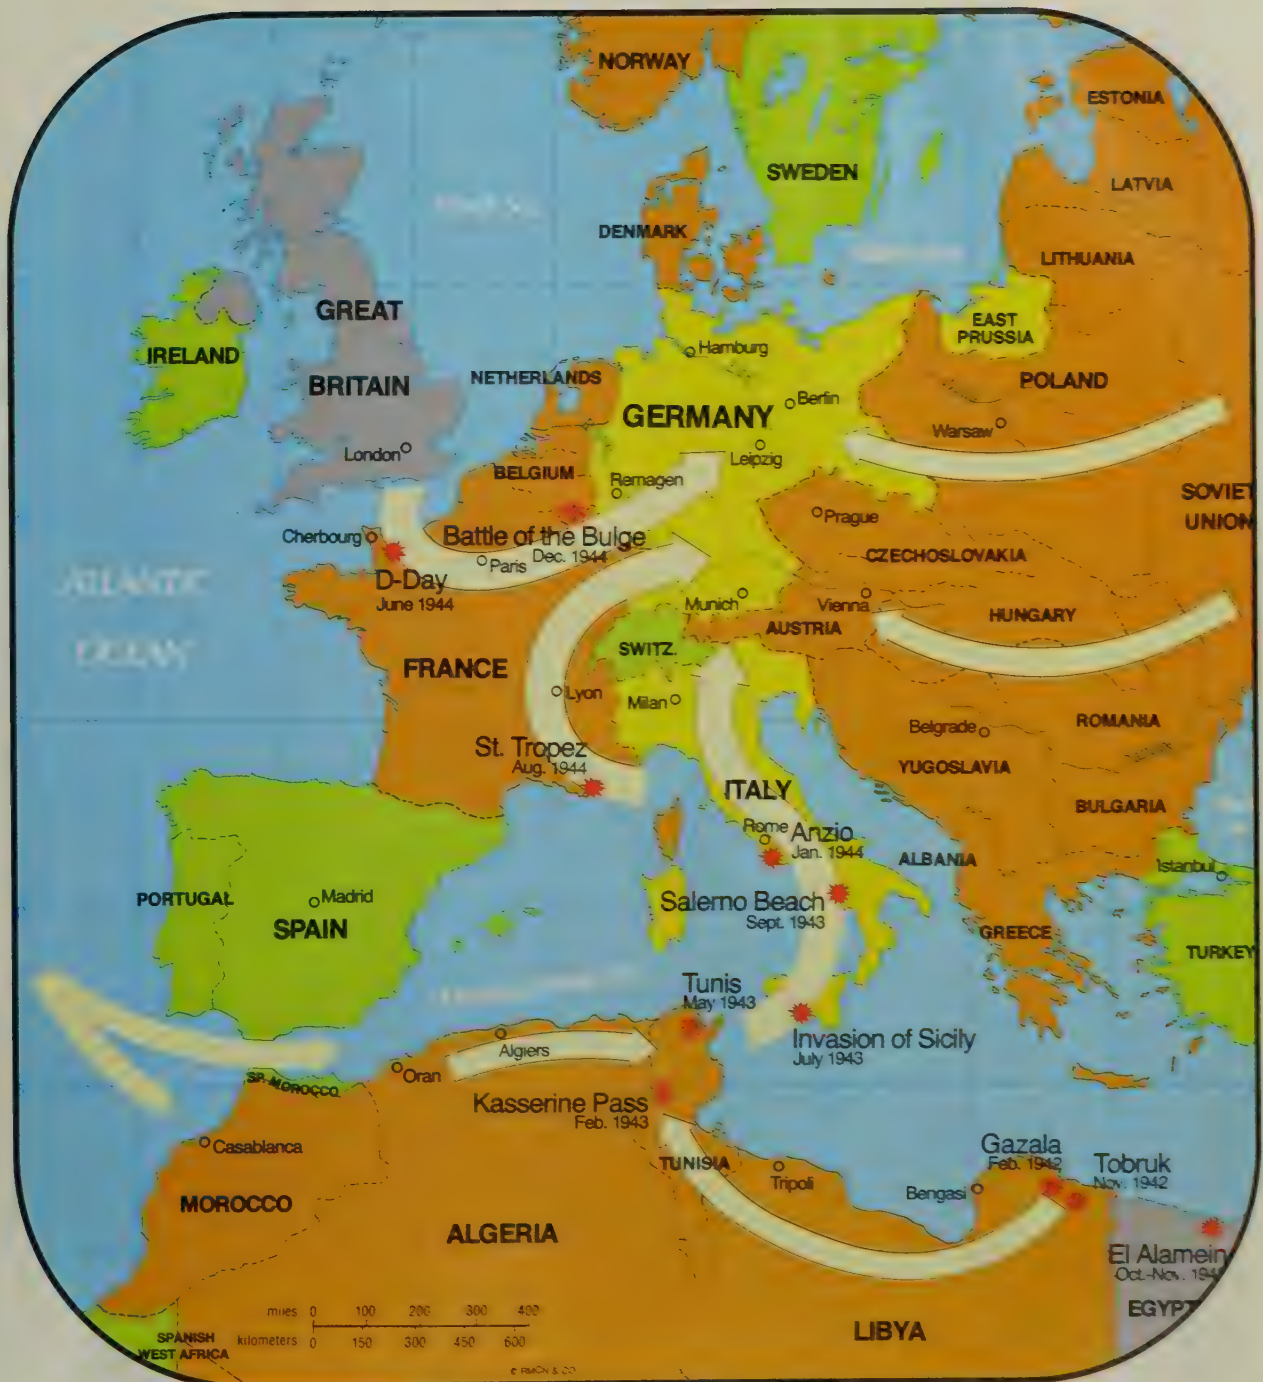 NORWAY
ESTONIA
SWEDEN
LATVIA
DENMARK
LITHUANIA
GREAT
BRITAIN
IRELAND
EAST
PRUSSIA
Hamburg
NETHERLANDS
POLAND
Berlin
GERMANY
Warsaw
London
Leipzig
BELGIUM
Remagen
SOVIET
UNION
Prague
Cherbourg
Battle of the Bulge
Dec. 1944
Paris
CZECHOSLOVAKIA
D-Day
June 1944
ATLANTIC
OCEAN
Munich
Vienna
HUNGARY
AUSTRIA
SWITZ.
FRANCE
Lyon
Milan
Belgrade
ROMANIA
St. Tropez
Aug. 1944
YUGOSLAVIA
ITALY
BULGARIA
Rome
Anzio
Jan. 1944
ALBANIA
Istanbul
PORTUGAL
Madrid
SPAIN
Salerno Beach
Sept. 1943
GREECE
TURKEY
Tunis
May 1943
Invasion of Sicily
July 1943
Algiers
Oran
SP. MOROCCO
Kasserine Pass
Feb. 1943
Casablanca
TUNISIA
Tripoli
Gazala
Feb. 1942
Tobruk
Nov. 1942
Bengasi
MOROCCO
ALGERIA
El Alamein
Oct.-Nov.
EGYPT
LIBYA
miles 0 100 200 300 400
kilometers 0 150 300 450 600
SPANISH
WEST AFRICA